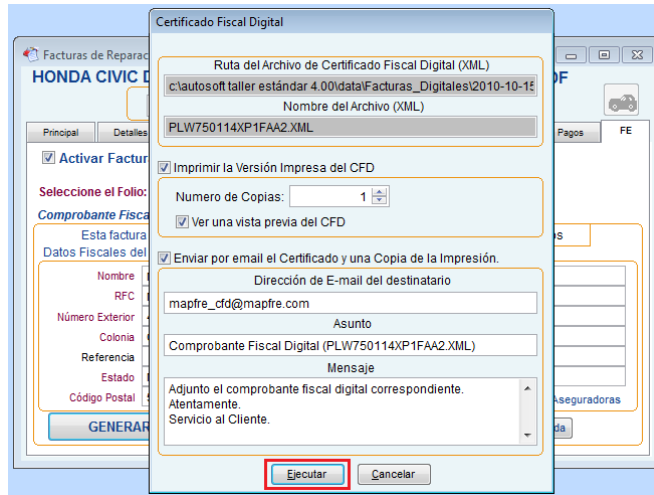 Certificado Fiscal Digital
Facturas de Reparac
HONDA CIVIC D
OF
Principal
Detalles
Pagos
FE
Activar Factur
Seleccione el Folio:
Comprobante Fisca
Esta factura
Datos Fiscales del
Nombre
RFC
Número Exterior
Colonia
Referencia
Estado
Código Postal
GENERAR
Aseguradoras
da
Ruta del Archivo de Certificado Fiscal Digital (XML)
c:\autosoft taller estándar 4.00\data\Facturas_Digitales\2010-10-15
Nombre del Archivo (XML)
PLW750114XP1FAA2.XML
Imprimir la Versión Impresa del CFD
Numero de Copias:
1
Ver una vista previa del CFD
Enviar por email el Certificado y una Copia de la Impresión.
Dirección de E-mail del destinatario
mapfre_cfd@mapfre.com
Asunto
Comprobante Fiscal Digital (PLW750114XP1FAA2.XML)
Mensaje
Adjunto el comprobante fiscal digital correspondiente.
Atentamente.
Servicio al Cliente.
Ejecutar
Cancelar